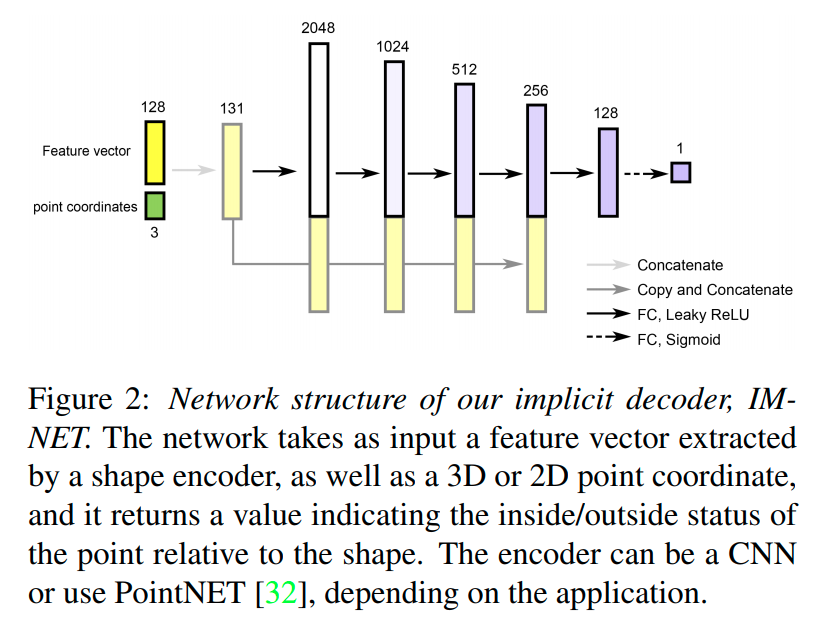 2048
1024
512
256
128
131
128
1
Feature vector
point coordinates
3
Concatenate
Copy and Concatenate
FC, Leaky ReLU
FC, Sigmoid
Figure 2: Network structure of our implicit decoder, IM-
NET. The network takes as input a feature vector extracted
by a shape encoder, as well as a 3D or 2D point coordinate,
and it returns a value indicating the inside/outside status of
the point relative to the shape. The encoder can be a CNN
or use PointNET [32], depending on the application.